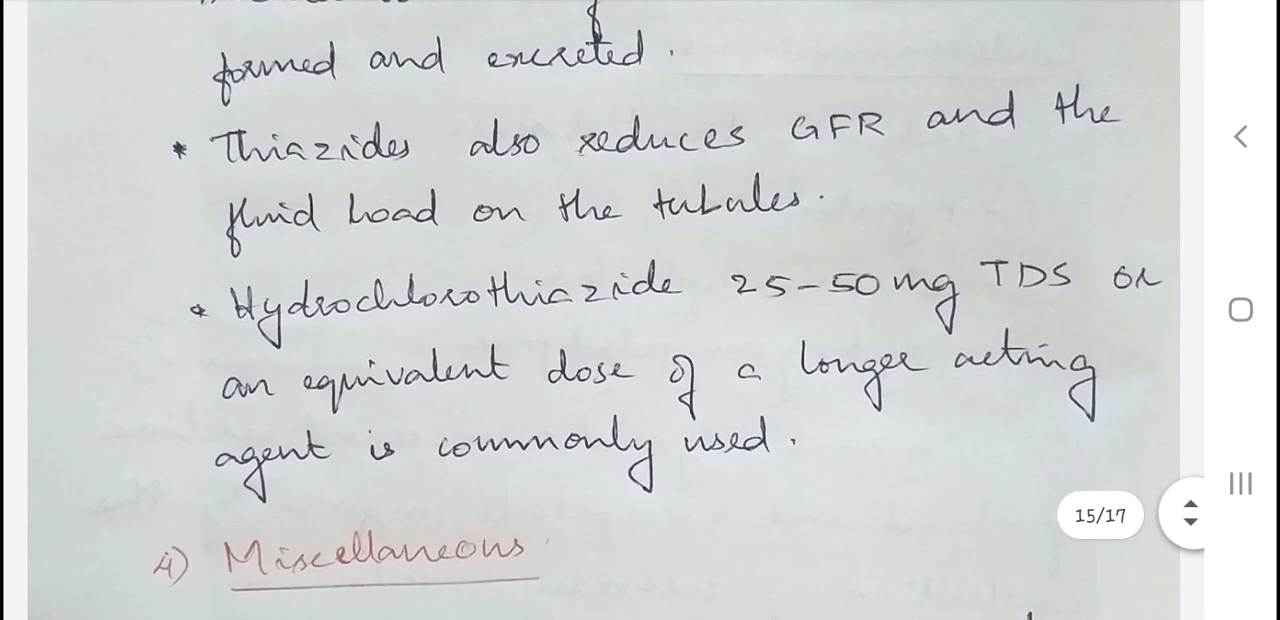 formed and excreted.
* Thiazides also reduces GFR and the
fluid load on the tubules.
* Hydrochlorothiazide 25-50 mg TDS or
an equivalent dose of a longer acting
agent is commonly used.
4) Miscellaneous
15/17